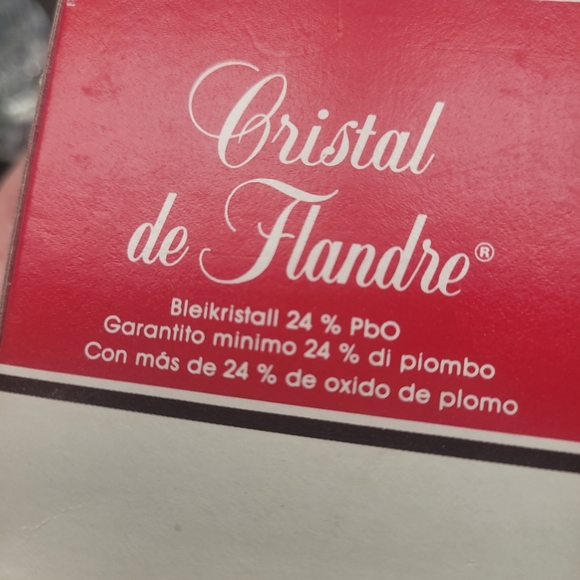 Cristal
de Flandre®
Bleikristall 24 % PbO
Garantito minimo 24 % di piombo
Con más de 24 % de oxido de plomo